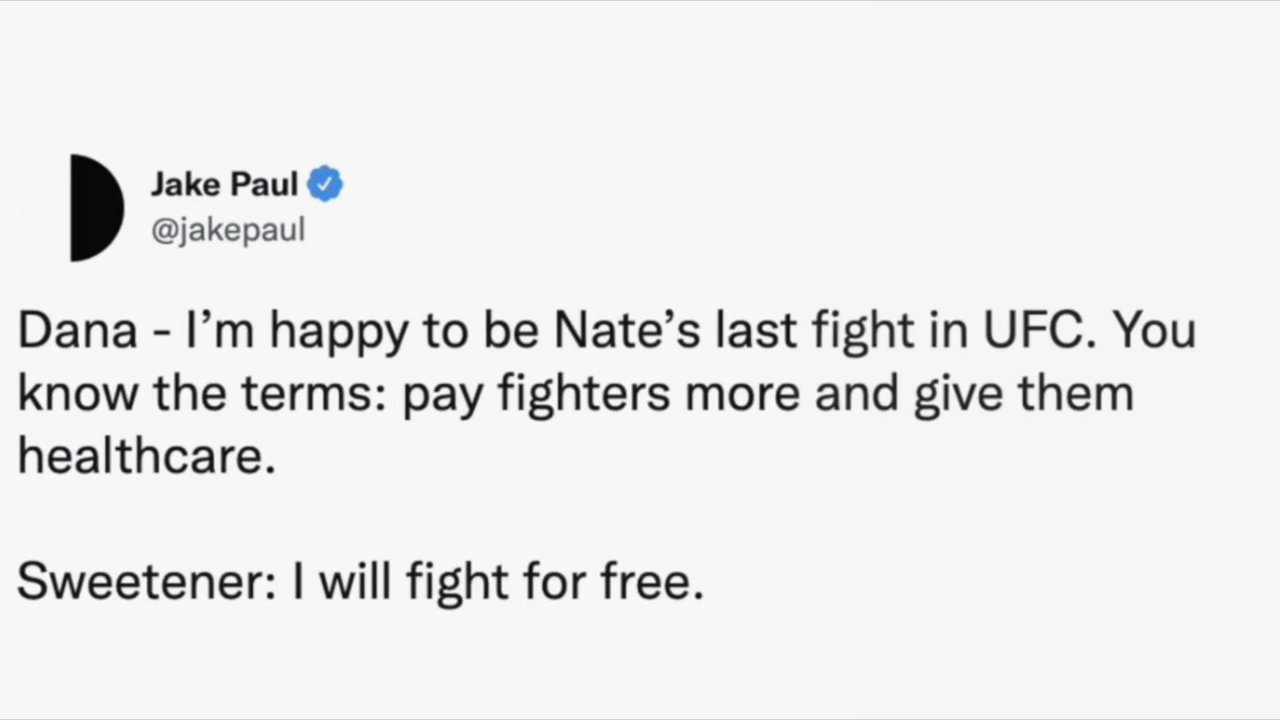 Jake Paul
@jakepaul
Dana - I’m happy to be Nate’s last fight in UFC. You
know the terms: pay fighters more and give them
healthcare.
Sweetener: I will fight for free.